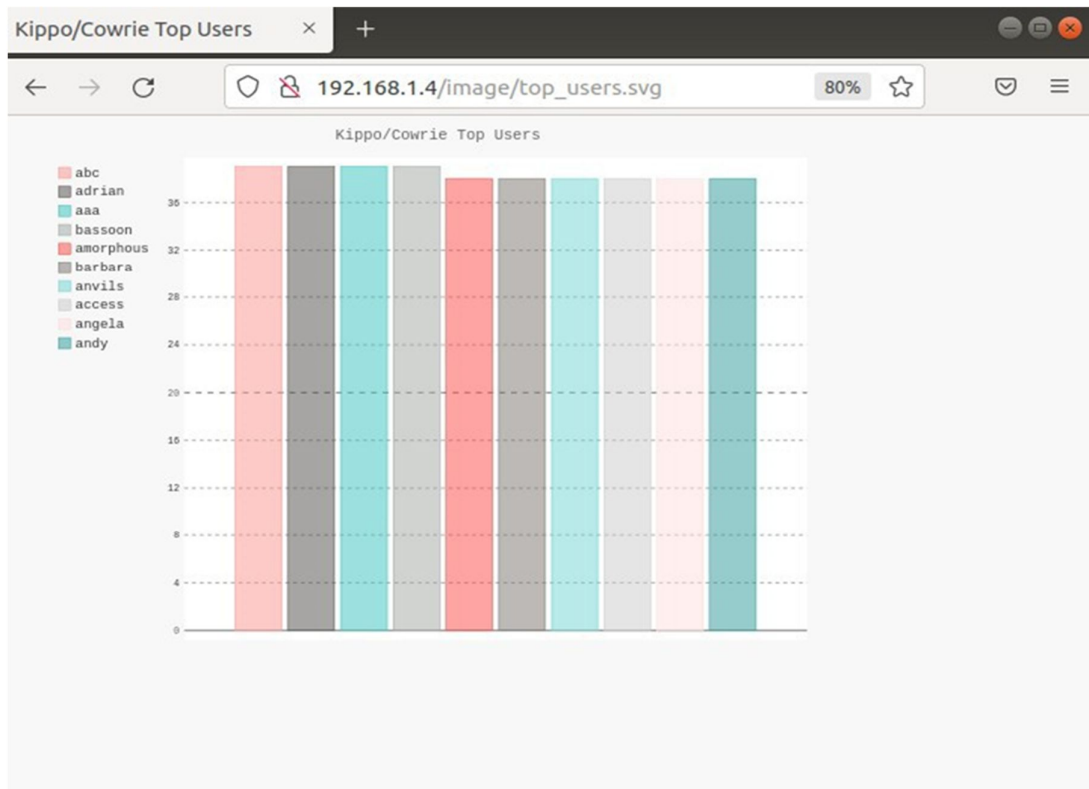 Kippo/Cowrie Top Users
192.168.1.4/image/top_users.svg 80%
Kippo/Cowrie Top Users
abc
adrian
aaa
bassoon
amorphous
barbara
anvils
access
angela
andy
36
32
28
24
20
16
12
8
4
0